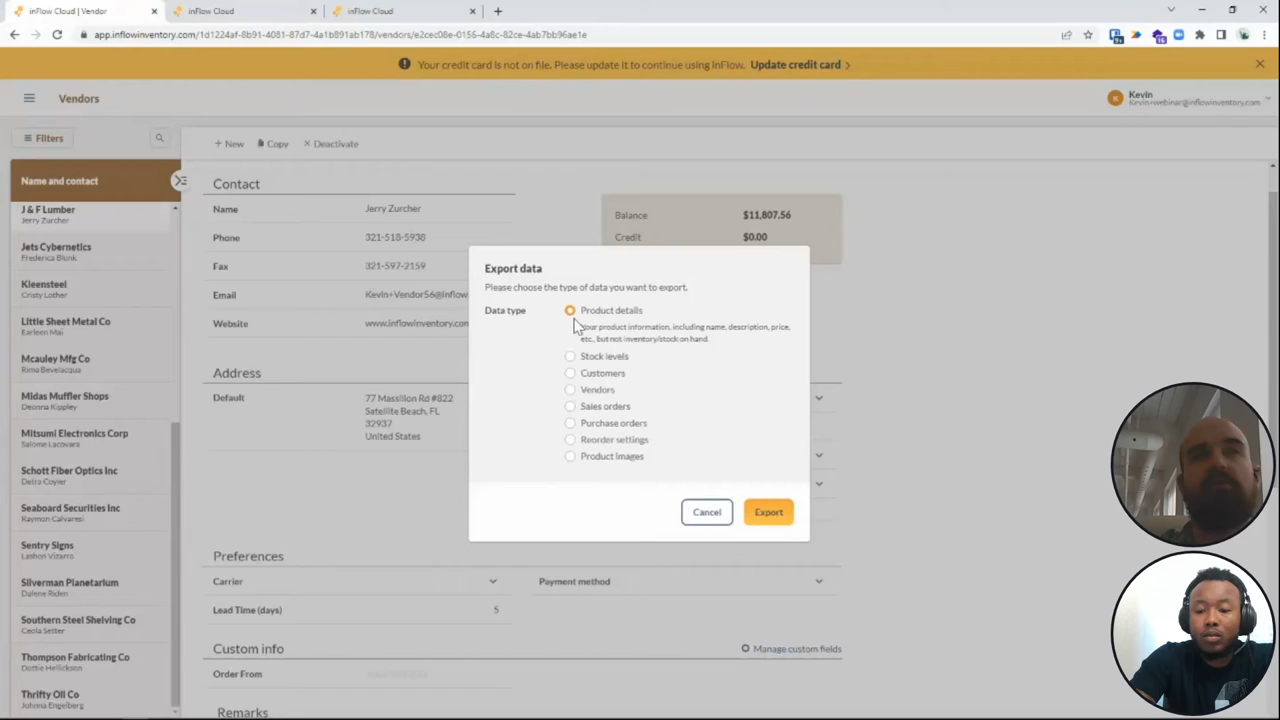 inFlow Cloud | Vendor
inFlow Cloud
inFlow Cloud
app.inflowinventory.com/1d1224af-8b91-4081-87d7-4a1b891ab178/vendors/e2cec08e-0156-4a8c-82ce-4ab7bb96ae1e
Your credit card is not on file. Please update it to continue using inFlow. Update credit card
Vendors
Kevin
Kevin+webinar@inflowinventory.com
Filters
New Copy Deactivate
Name and contact
J & F Lumber
Jerry Zurcher
Jets Cybernetics
Frederica Blunk
Kleensteel
Cristy Lother
Little Sheet Metal Co
Earleen Mai
Mcauley Mfg Co
Rima Bevelacqua
Midas Muffler Shops
Deonna Kippley
Mitsumi Electronics Corp
Salome Lacovara
Schott Fiber Optics Inc
Detra Coyier
Seaboard Securities Inc
Raymon Calvaresi
Sentry Signs
Lashon Vizarro
Silverman Planetarium
Dalene Riden
Southern Steel Shelving Co
Ceola Setter
Thompson Fabricating Co
Dottie Hellickson
Thrifty Oil Co
Johnna Engelberg
Contact
Name Jerry Zurcher
Phone 321-518-5938
Fax 321-597-2159
Email Kevin+Vendor56@inflow
Website www.inflowinventory.com
Balance $11,807.56
Credit $0.00
Address
Default 77 Massillon Rd #822
Satellite Beach, FL
32937
United States
Export data
Please choose the type of data you want to export.
Data type Product details
our product information, including name, description, price,
etc., but not inventory/stock on hand.
Stock levels
Customers
Vendors
Sales orders
Purchase orders
Reorder settings
Product Images
Cancel Export
Preferences
Carrier Payment method
Lead Time (days) 5
Custom info Manage custom fields
Order From
Remarks